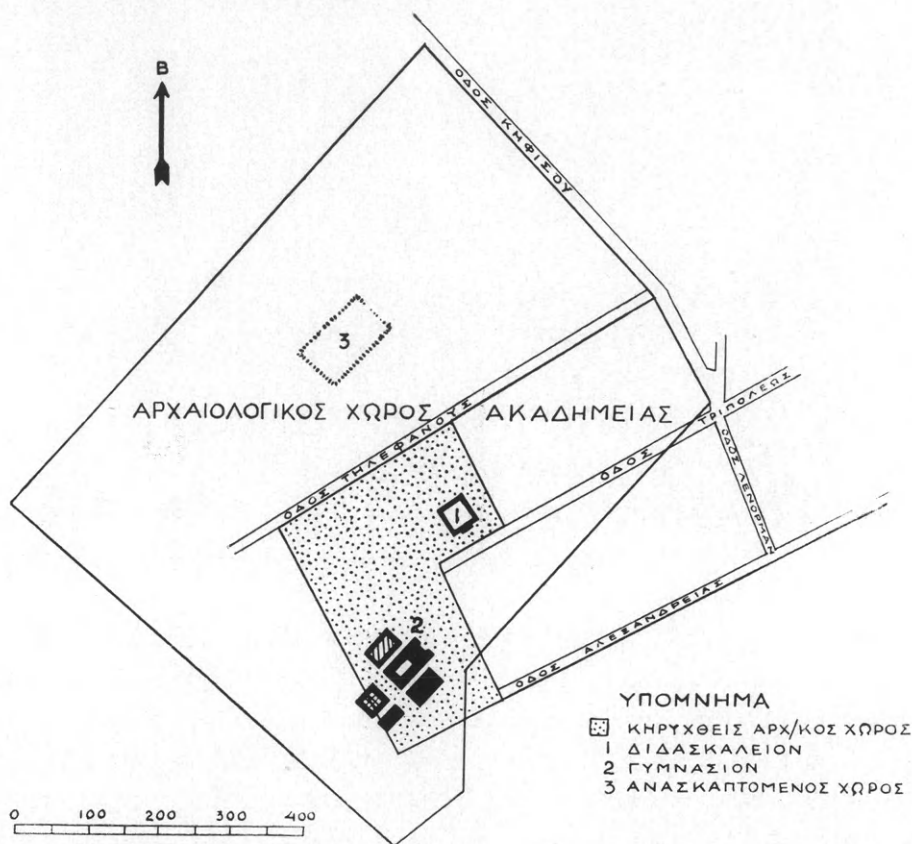 Β
ΟΔΟΣ ΚΗΦΙΣΟΥ
3
ΑΡΧΑΙΟΛΟΓΙΚΟΣ ΧΩΡΟΣ ΑΚΑΔΗΜΕΙΑΣ
ΟΔΟΣ ΤΗΛΕΦΑΝΟΥΣ
ΟΔΟΣ ΤΡΙΠΟΛΕΩΣ
ΟΔΟΣ ΛΕΝΟΡΜΑΝ
1
2
ΟΔΟΣ ΑΛΕΞΑΝΔΡΕΙΑΣ
ΥΠΟΜΝΗΜΑ
ΚΗΡΥΧΘΕΙΣ ΑΡΧ/ΚΟΣ ΧΩΡΟΣ
1 ΔΙΔΑΣΚΑΛΕΙΟΝ
2 ΓΥΜΝΑΣΙΟΝ
3 ΑΝΑΣΚΑΠΤΟΜΕΝΟΣ ΧΩΡΟΣ
0 100 200 300 400